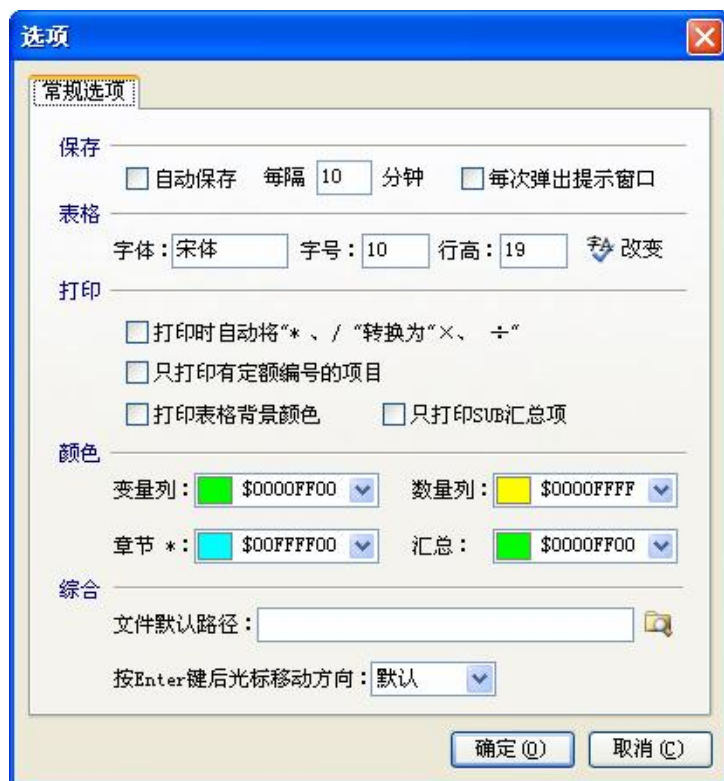 选项
常规选项
保存
自动保存 每隔 10 分钟 每次弹出提示窗口
表格
字体：宋体 字号：10 行高：19 字A 改变
打印
打印时自动将“* 、/ “转换为“×、 ÷“
只打印有定额编号的项目
打印表格背景颜色 只打印SUB汇总项
颜色
变量列： $0000FF00 数量列： $0000FFFF
章节 *： $00FFFF00 汇总： $0000FF00
综合
文件默认路径：
按Enter键后光标移动方向：默认
确定(O) 取消(C)